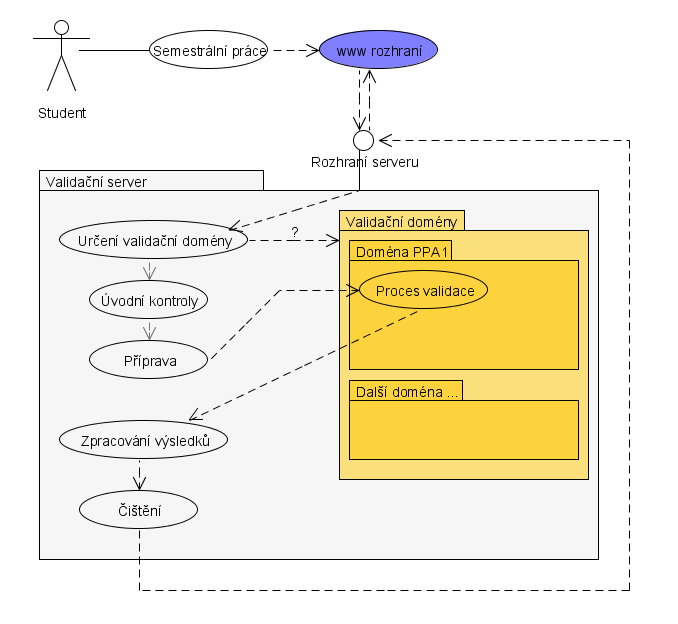 Semestrální práce
www rozhraní
Student
Rozhraní serveru
Validační server
Validační domény
?
Určení validační domény
Doména PPA1
Proces validace
Úvodní kontroly
Příprava
Další doména ...
Zpracování výsledků
Čištění